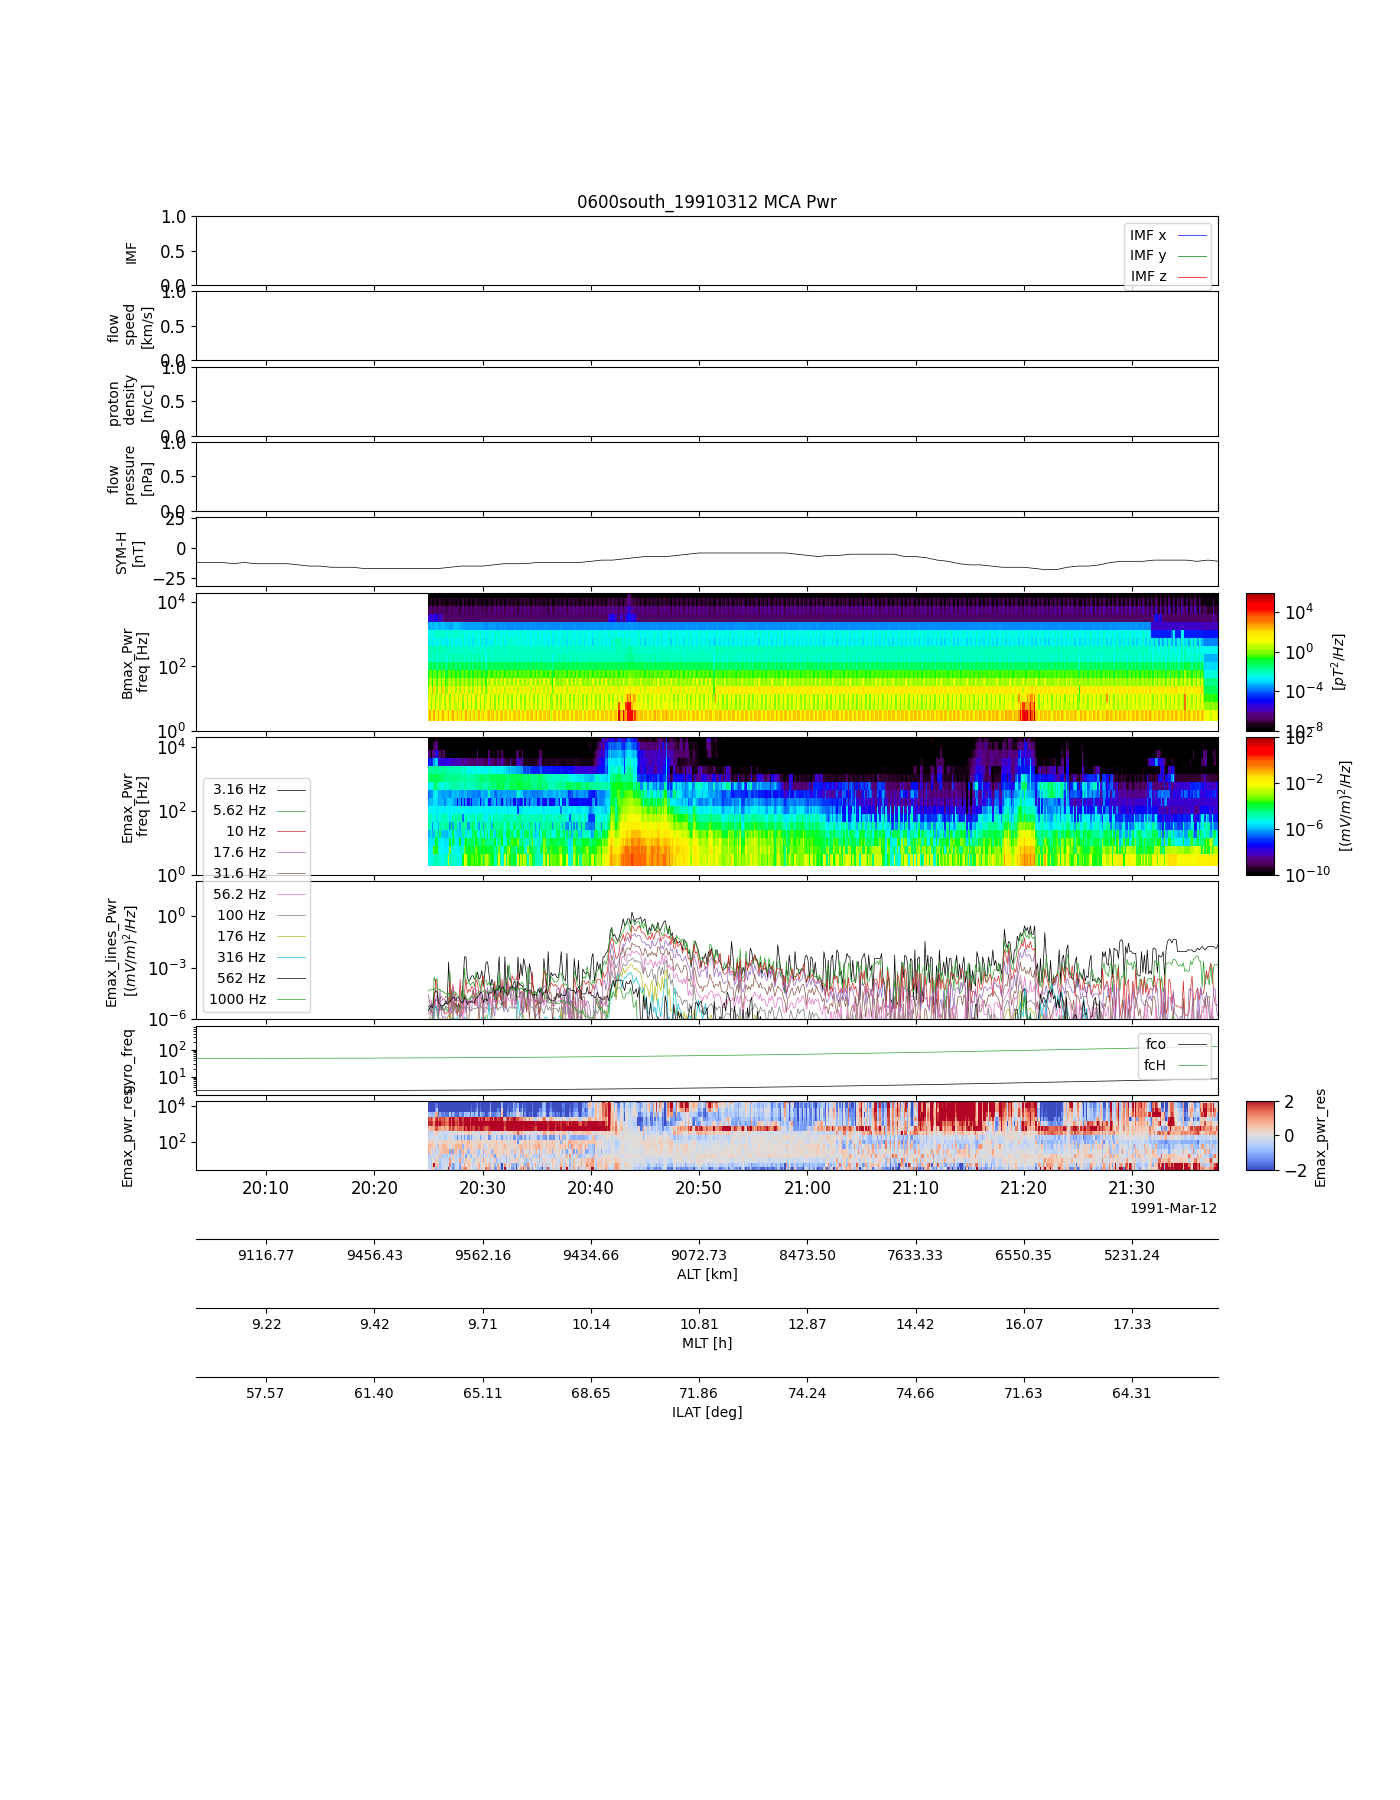 0600south_19910312 MCA Pwr
1.0
0.5
0.0
IMF
IMF x
IMF y
IMF z
1.0
0.5
0.0
flow
speed
[km/s]
1.0
0.5
0.0
proton
density
[n/cc]
1.0
0.5
0.0
flow
pressure
[nPa]
25
0
−25
SYM-H
[nT]
10^4
10^2
10^0
Bmax_Pwr
freq [Hz]
10^4
10^0
10^-4
10^-8
[pT^2/Hz]
10^4
10^2
10^0
Emax_Pwr
freq [Hz]
10^2
10^-2
10^-6
10^-10
[(mV/m)^2/Hz]
3.16 Hz
5.62 Hz
10 Hz
17.6 Hz
31.6 Hz
56.2 Hz
100 Hz
176 Hz
316 Hz
562 Hz
1000 Hz
10^0
10^-3
10^-6
Emax_lines_Pwr
[(mV/m)^2/Hz]
10^2
10^1
gyro_freq
fco
fcH
10^4
10^2
Emax_pwr_res
2
0
−2
Emax_pwr_res
20:10 20:20 20:30 20:40 20:50 21:00 21:10 21:20 21:30
1991-Mar-12
9116.77 9456.43 9562.16 9434.66 9072.73 8473.50 7633.33 6550.35 5231.24
ALT [km]
9.22 9.42 9.71 10.14 10.81 12.87 14.42 16.07 17.33
MLT [h]
57.57 61.40 65.11 68.65 71.86 74.24 74.66 71.63 64.31
ILAT [deg]